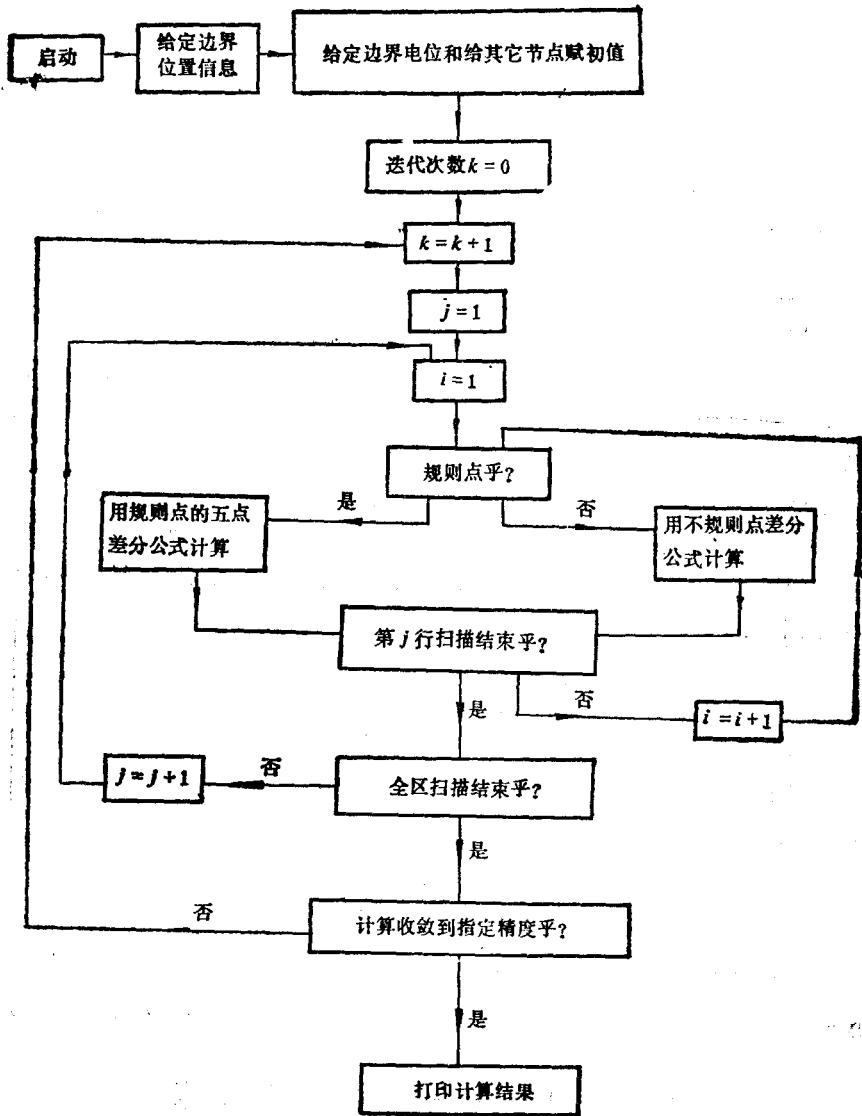 启动
给定边界
位置信息
给定边界电位和给其它节点赋初值
迭代次数k=0
k=k+1
j=1
i=1
规则点乎?
是
否
用规则点的五点
差分公式计算
用不规则点差分
公式计算
第j行扫描结束乎?
是
否
i=i+1
j=j+1
否
全区扫描结束乎?
是
否
计算收敛到指定精度乎?
是
打印计算结果